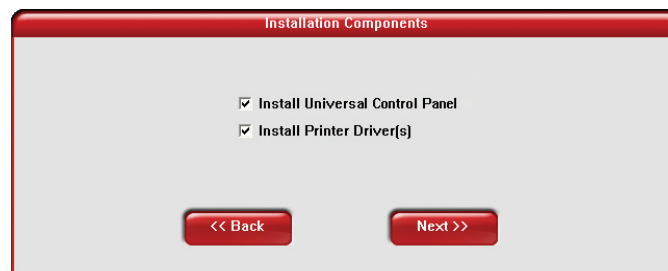 Installation Components
Install Universal Control Panel
Install Printer Driver(s)
<< Back
Next >>